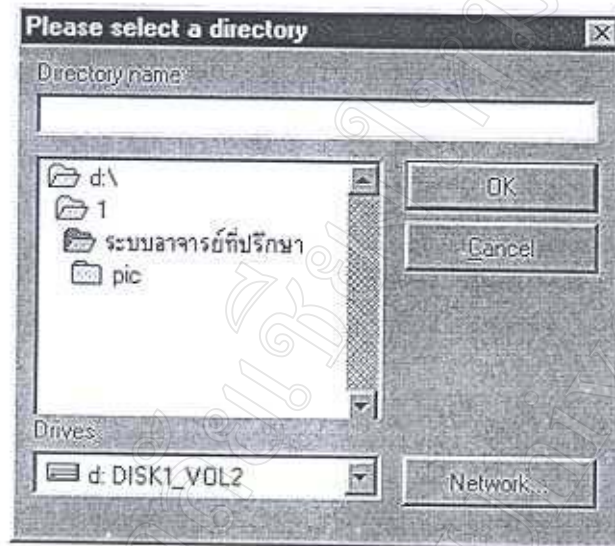 Please select a directory
Directory name:
d:\
1
ระบบอาจารย์ที่ปรึกษา
pic
OK
Cancel
Drives
d: DISK1_VOL2
Network...